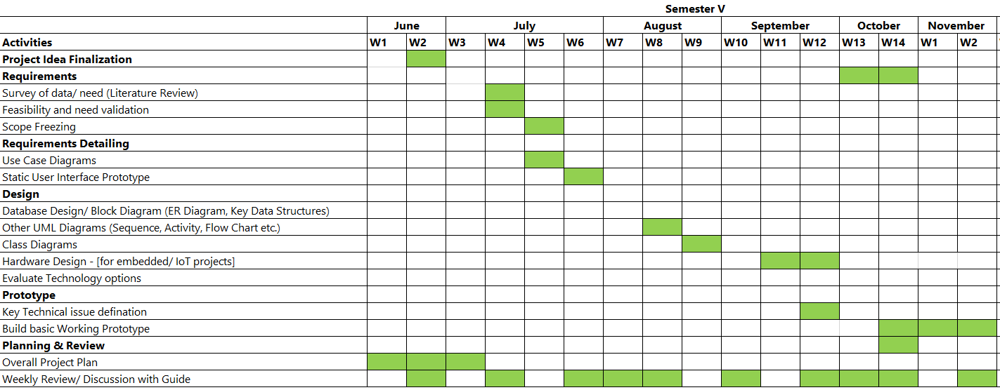 Semester V
June July August September October November
Activities W1 W2 W3 W4 W5 W6 W7 W8 W9 W10 W11 W12 W13 W14 W1 W2
Project Idea Finalization
Requirements
Survey of data/ need (Literature Review)
Feasibility and need validation
Scope Freezing
Requirements Detailing
Use Case Diagrams
Static User Interface Prototype
Design
Database Design/ Block Diagram (ER Diagram, Key Data Structures)
Other UML Diagrams (Sequence, Activity, Flow Chart etc.)
Class Diagrams
Hardware Design - [for embedded/ IoT projects]
Evaluate Technology options
Prototype
Key Technical issue defination
Build basic Working Prototype
Planning & Review
Overall Project Plan
Weekly Review/ Discussion with Guide